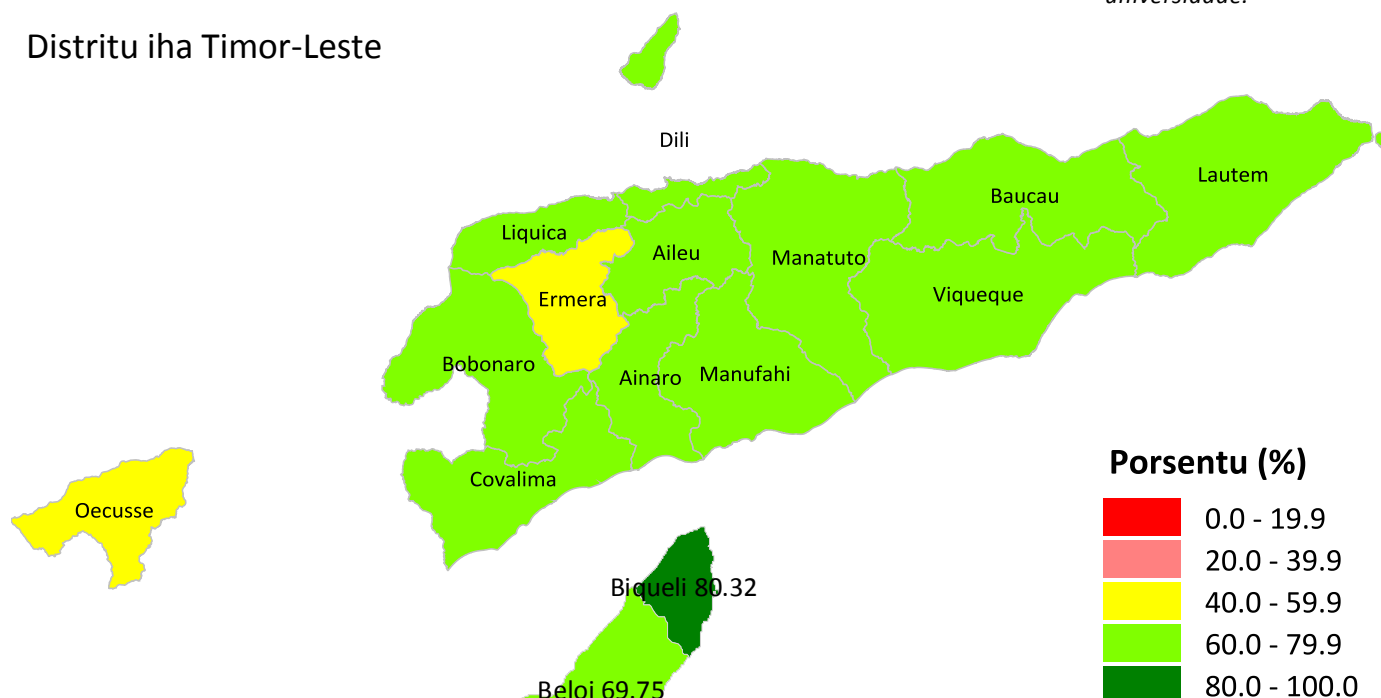 universidade.
Distritu iha Timor-Leste
Dili
Lautem
Baucau
Liquica
Aileu
Manatuto
Ermera
Viqueque
Bobonaro
Ainaro
Manufahi
Covalima
Oecusse
Porsentu (%)
0.0 - 19.9
20.0 - 39.9
40.0 - 59.9
60.0 - 79.9
80.0 - 100.0
Biqueli 80.32
Beloi 69.75